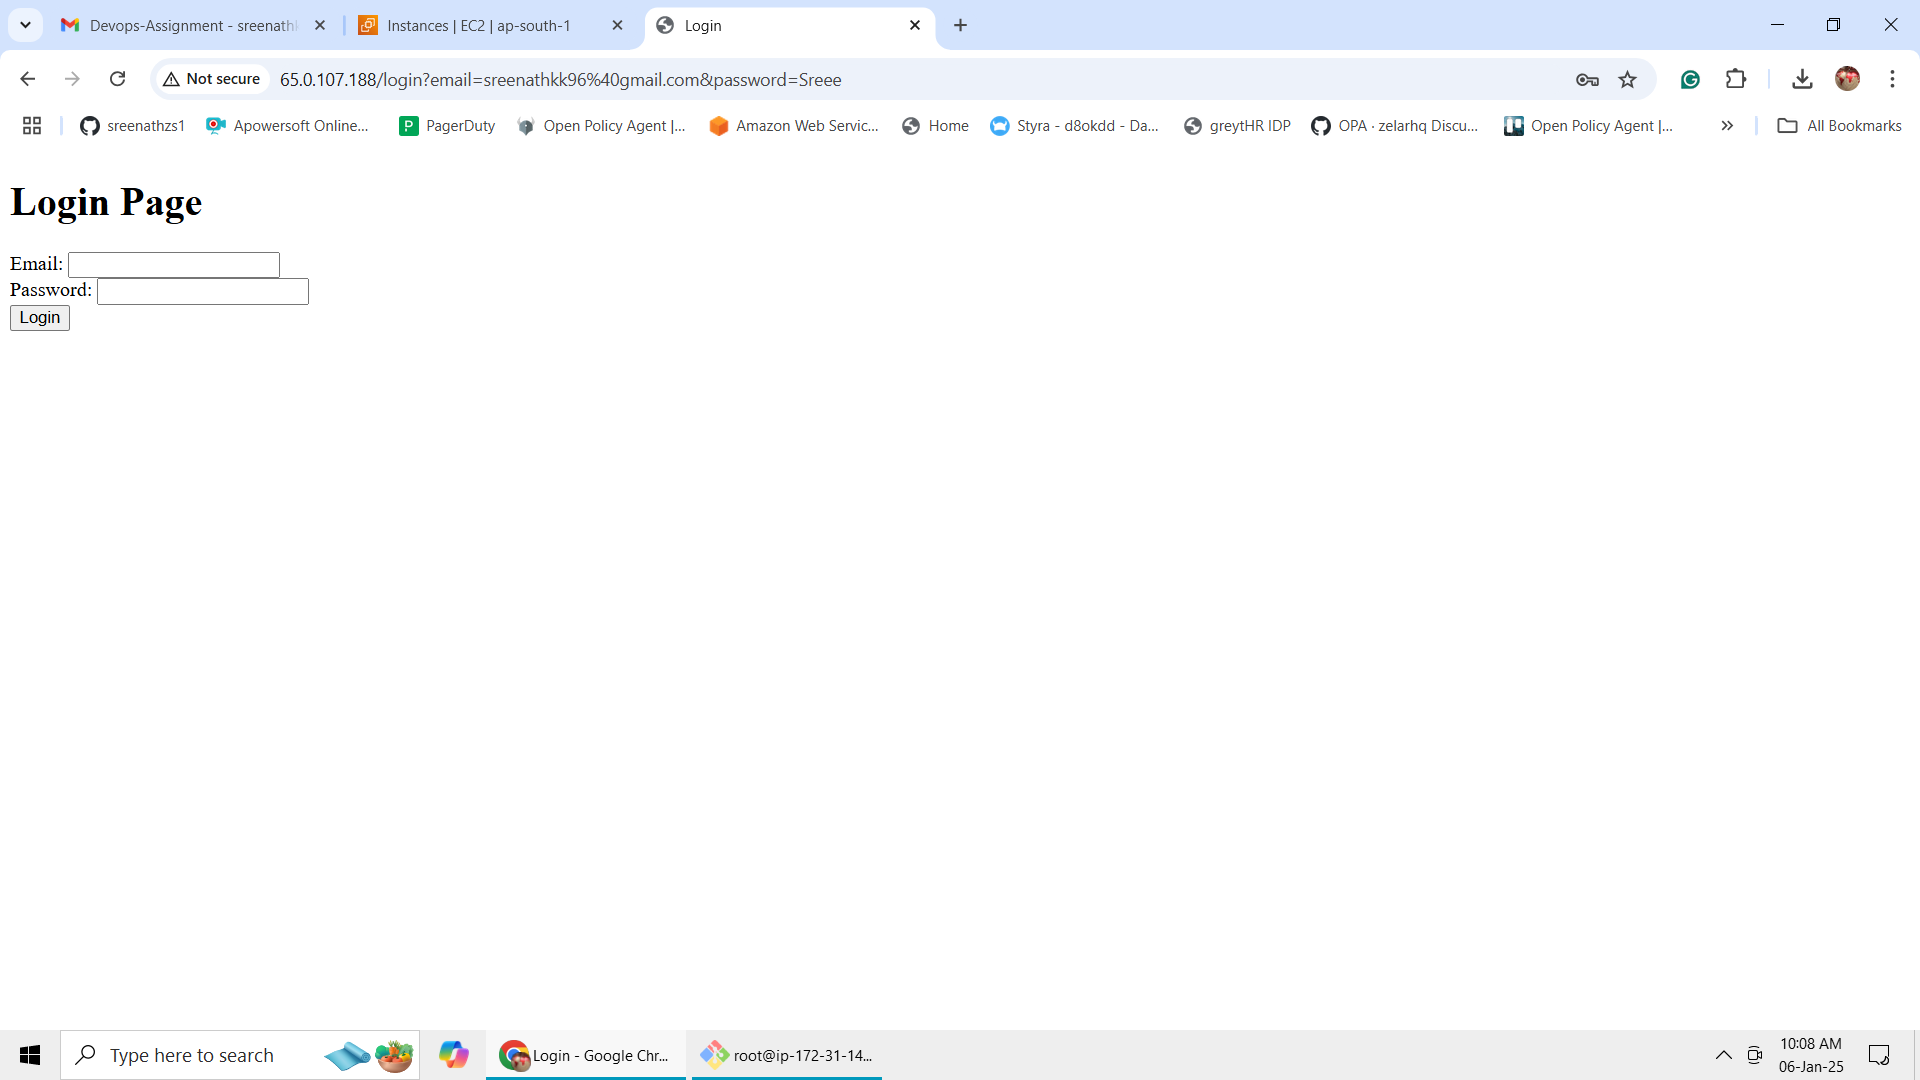 Devops-Assignment - sreenathk
Instances | EC2 | ap-south-1
Login
Not secure
65.0.107.188/login?email=sreenathkk96%40gmail.com&password=Sreee
sreenathzs1
Apowersoft Online...
PagerDuty
Open Policy Agent |...
Amazon Web Servic...
Home
Styra - d8okdd - Da...
greytHR IDP
OPA · zelarhq Discu...
Open Policy Agent |...
All Bookmarks
Login Page
Email:
Password:
Login
Type here to search
Login - Google Chr...
root@ip-172-31-14...
10:08 AM
06-Jan-25